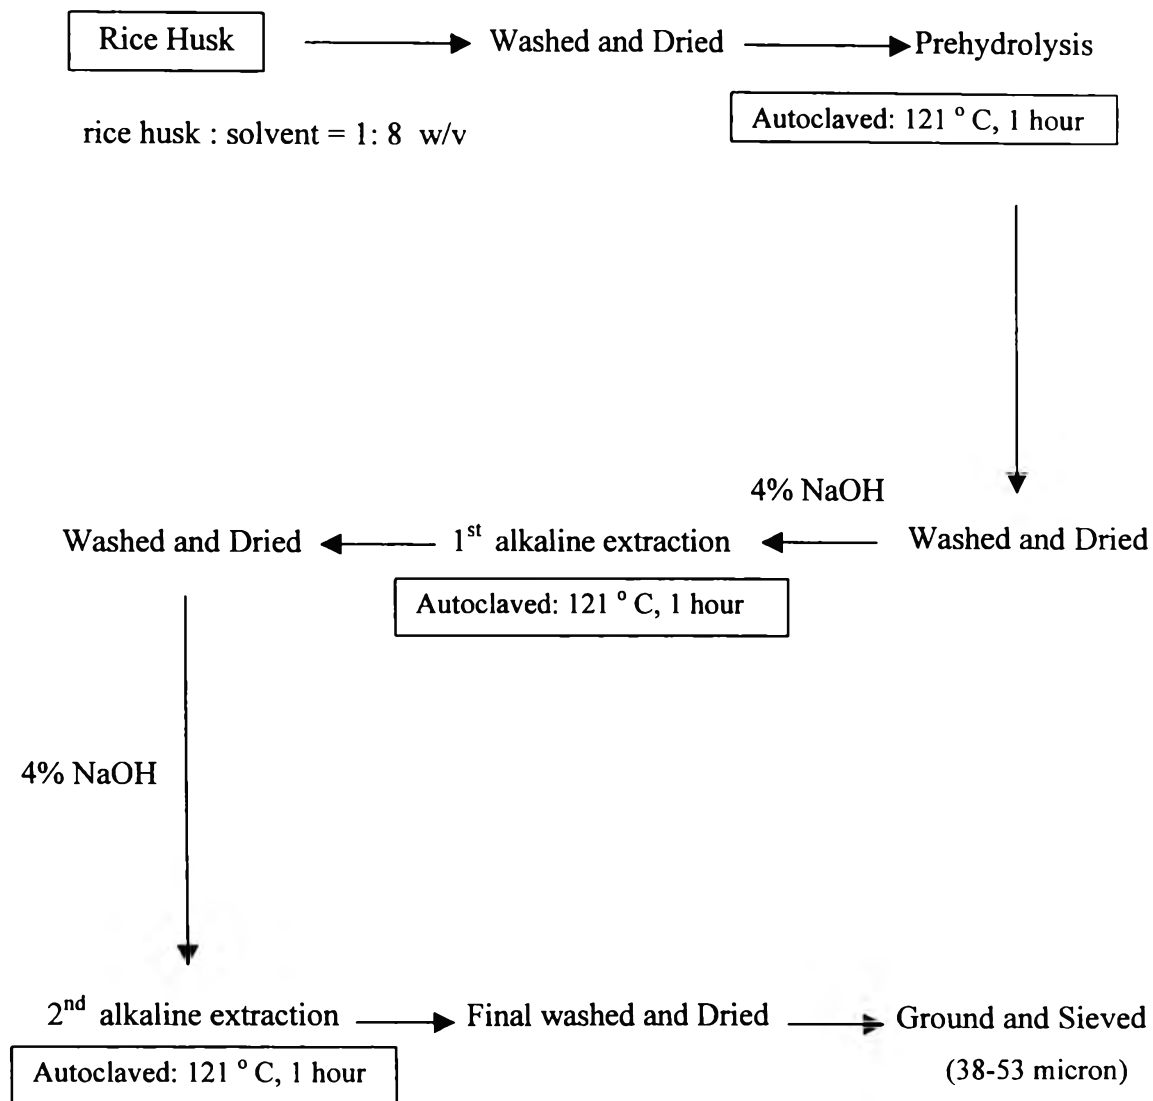 Rice Husk
Washed and Dried
Prehydrolysis
Autoclaved: 121 ° C, 1 hour
rice husk : solvent = 1: 8 w/v
4% NaOH
Washed and Dried
1st alkaline extraction
Washed and Dried
Autoclaved: 121 ° C, 1 hour
4% NaOH
2nd alkaline extraction
Final washed and Dried
Ground and Sieved
Autoclaved: 121 ° C, 1 hour
(38-53 micron)